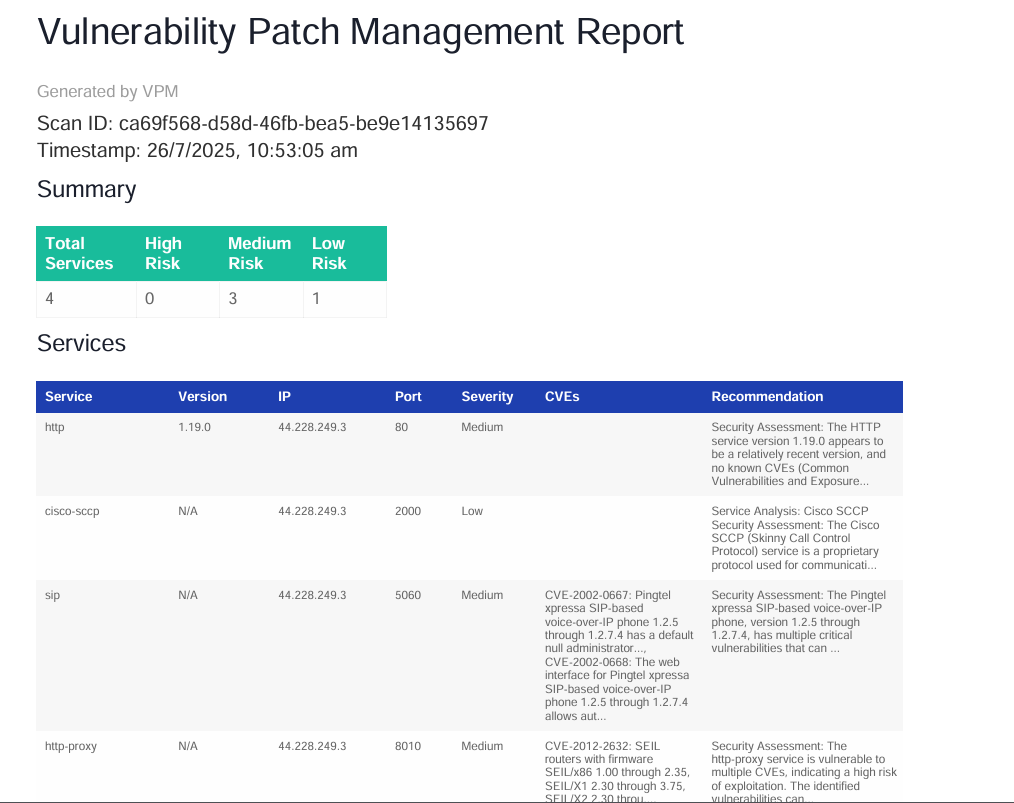 Vulnerability Patch Management Report
Generated by VPM
Scan ID: ca69f568-d58d-46fb-bea5-be9e14135697
Timestamp: 26/7/2025, 10:53:05 am
Summary
Total Services High Risk Medium Risk Low Risk
4 0 3 1
Services
Service Version IP Port Severity CVEs Recommendation
http 1.19.0 44.228.249.3 80 Medium
Security Assessment: The HTTP
service version 1.19.0 appears to
be a relatively recent version, and
no known CVEs (Common
Vulnerabilities and Exposure...
cisco-sccp N/A 44.228.249.3 2000 Low
Service Analysis: Cisco SCCP
Security Assessment: The Cisco
SCCP (Skinny Call Control
Protocol) service is a proprietary
protocol used for communicati...
sip N/A 44.228.249.3 5060 Medium
CVE-2002-0667: Pingtel
xpressa SIP-based
voice-over-IP phone 1.2.5
through 1.2.7.4 has a default
null administrator...,
CVE-2002-0668: The web
interface for Pingtel xpressa
SIP-based voice-over-IP
phone 1.2.5 through 1.2.7.4
allows aut...
Security Assessment: The Pingtel
xpressa SIP-based voice-over-IP
phone, version 1.2.5 through
1.2.7.4, has multiple critical
vulnerabilities that can ...
http-proxy N/A 44.228.249.3 8010 Medium
CVE-2012-2632: SEIL
routers with firmware
SEIL/x86 1.00 through 2.35,
SEIL/X1 2.30 through 3.75,
SEIL/X2 2.30 throu...,
Security Assessment: The
http-proxy service is vulnerable to
multiple CVEs, indicating a high risk
of exploitation. The identified
vulnerabilities can...